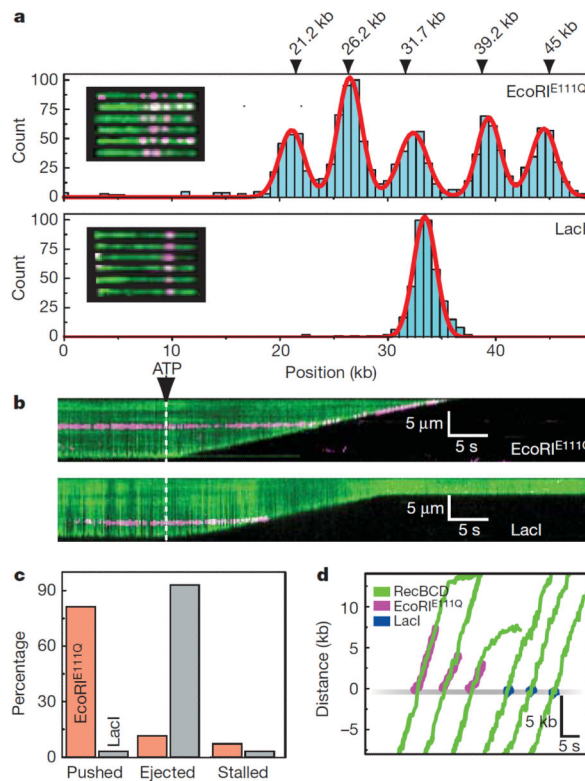 a
21.2 kb 26.2 kb 31.7 kb 39.2 kb 45 kb
100
75
50
25
0
Count
EcoRI^E111Q
100
75
50
25
0
Count
LacI
0 10 20 30 40
Position (kb)
ATP
b
5 μm
5 s
EcoRI^E111Q
5 μm
5 s
LacI
c
90
60
30
0
Percentage
EcoRI^E111Q
LacI
Pushed Ejected Stalled
d
RecBCD
EcoRI^E111Q
LacI
10
5
0
−5
Distance (kb)
5 kb
5 s